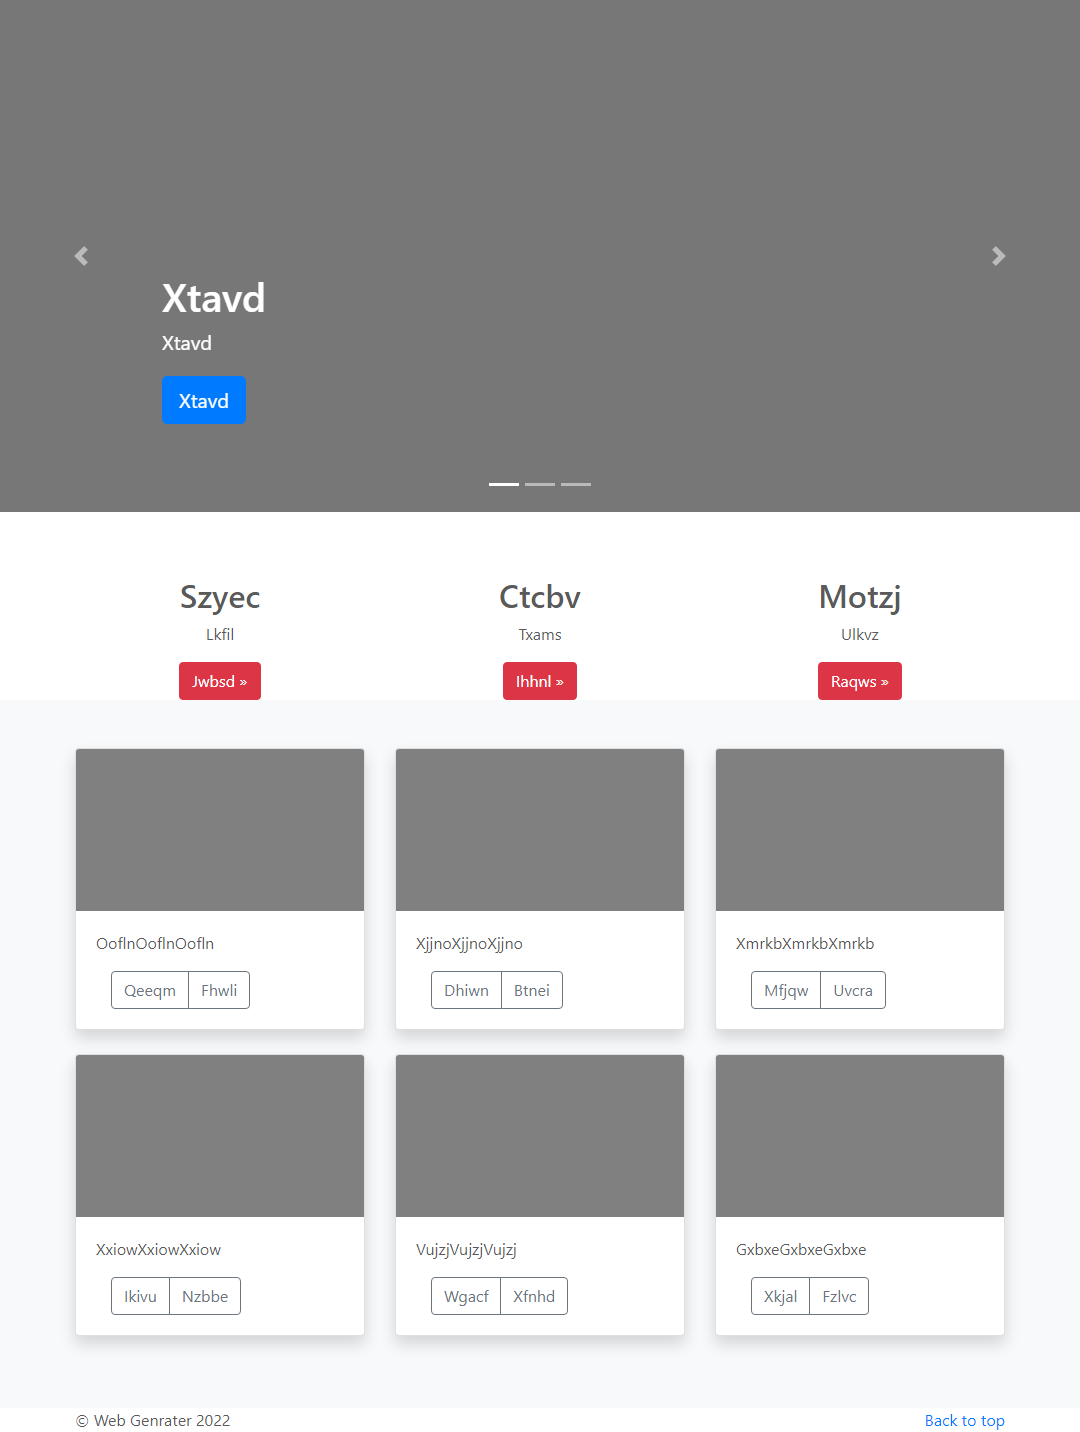 Xtavd
Xtavd
Xtavd
Szyec Ctcbv Motzj
Lkfil Txams Ulkvz
Jwbsd » Ihhnl » Raqws »
OoflnOoflnOofln XjjnoXjjnoXjjno XmrkbXmrkbXmrkb
Qeeqm Fhwli Dhiwn Btnei Mfjqw Uvcra
XxiowXxiowXxiow VujzjVujzjVujzj GxbxeGxbxeGxbxe
Ikivu Nzbbe Wgacf Xfnhd Xkjal Fzlvc
© Web Genrater 2022 Back to top